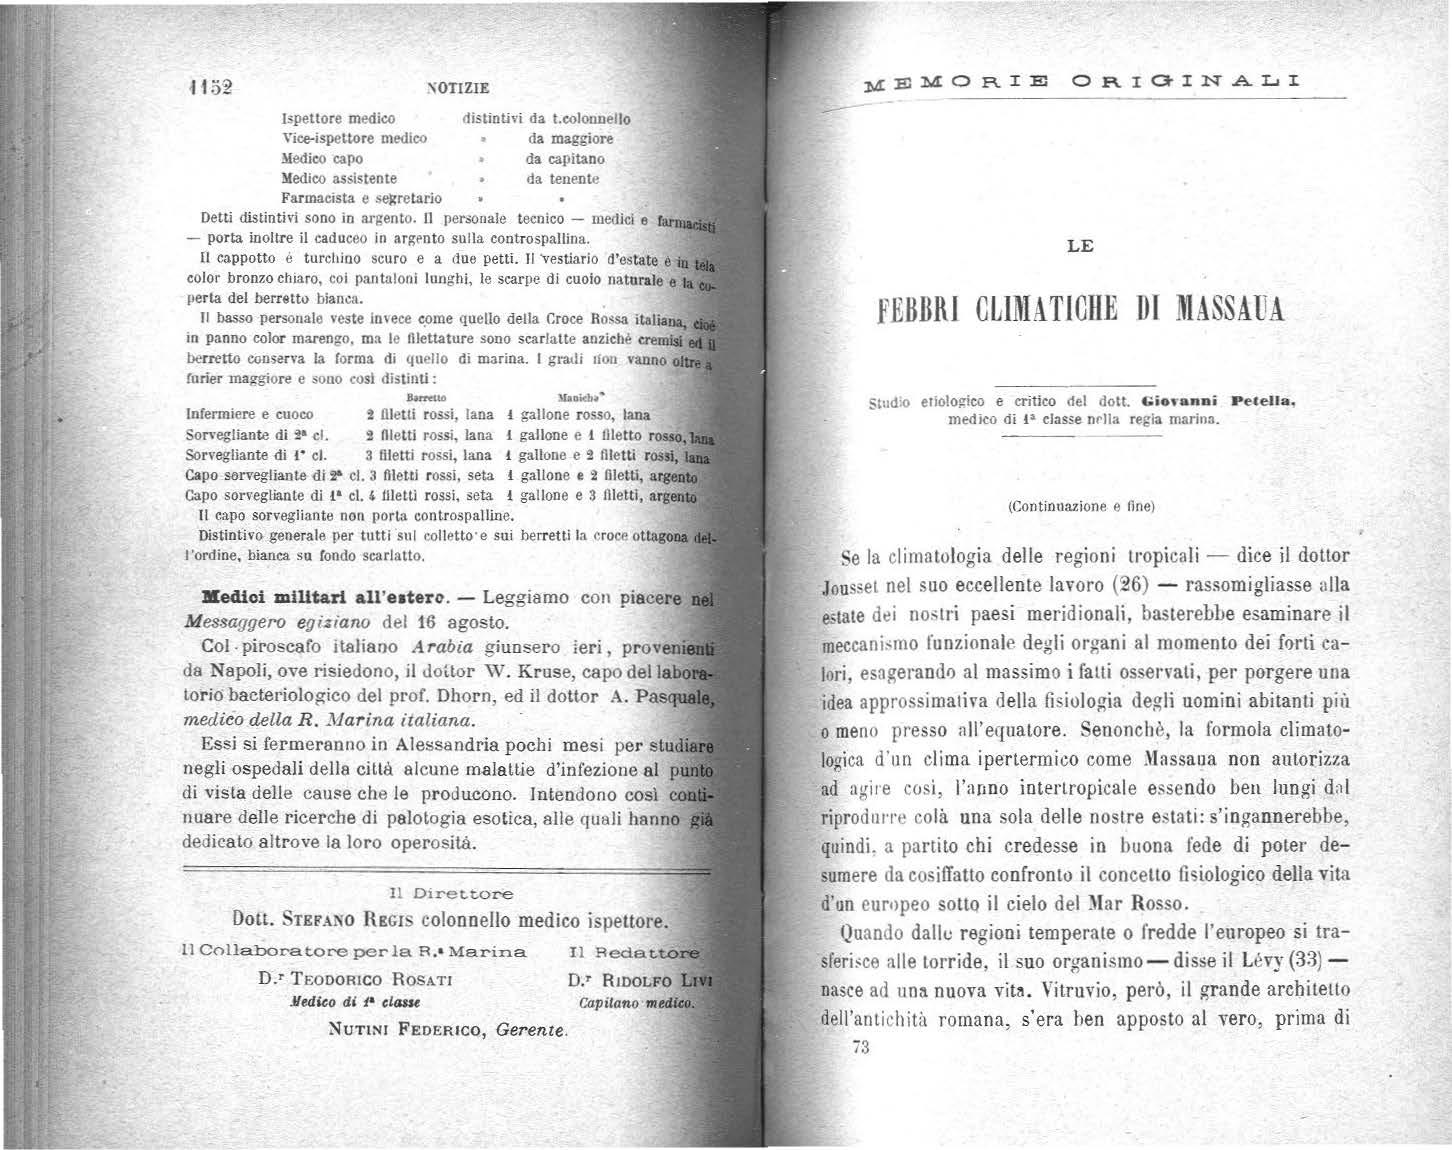 1152 NOTIZIE
Ispettore medico distintivi da t.colonnello
Vice-ispettore medico » da maggiore
Medico capo » da capitano
Medico assistente » da tenente
Farmacista e segretario » »
Detti distintivi sono in argento. Il personale tecnico — medici e farmacisti
— porta inoltre il caduceo in argento sulla controspallina.
Il cappotto è turchino scuro e a due petti. Il vestiario d'estate è in tela
color bronzo chiaro, coi pantaloni lunghi, le scarpe di cuoio naturale e la co-
perta del berretto bianca.
Il basso personale veste invece come quello della Croce Rossa italiana, cioè
in panno color marengo, ma le filettature sono scarlatte anzichè cremisi ed il
berretto conserva la forma di quello di marina. I gradi non vanno oltre a
furier maggiore e sono così distinti:
Berretto Maniche
Infermiere e cuoco 2 filetti rossi, lana 1 gallone rosso, lana
Sorvegliante di 2ª cl. 2 filetti rossi, lana 1 gallone e 1 filetto rosso, lana
Sorvegliante di 1ª cl. 3 filetti rossi, lana 1 gallone e 2 filetti rossi, lana
Capo sorvegliante di 2ª cl. 3 filetti rossi, seta 1 gallone e 2 filetti, argento
Capo sorvegliante di 1ª cl. 4 filetti rossi, seta 1 gallone e 3 filetti, argento
Il capo sorvegliante non porta controspalline.
Distintivo generale per tutti sul colletto e sui berretti la croce ottagona del-
l'ordine, bianca su fondo scarlatto.
Medici militari all'estero. — Leggiamo con piacere nel
Messaggero egiziano del 16 agosto.
Col piroscafo italiano Arabia giunsero ieri, provenienti
da Napoli, ove risiedono, il dottor W. Kruse, capo del labora-
torio bacteriologico del prof. Dhorn, ed il dottor A. Pasquale,
medico della R. Marina italiana.
Essi si fermeranno in Alessandria pochi mesi per studiare
negli ospedali della città alcune malattie d'infezione al punto
di vista delle cause che le producono. Intendono così conti-
nuare delle ricerche di palotogia esotica, alle quali hanno già
dedicato altrove la loro operosità.
Il Direttore
Dott. STEFANO REGIS colonnello medico ispettore.
Il Collaboratore per la R.ª Marina Il Redattore
D.r TEODORICO ROSATI D.r RIDOLFO LIVI
Medico di 1ª classe Capitano medico.
NUTINI FEDERICO, Gerente.
MEMORIE ORIGINALI
LE
FEBBRI CLIMATICHE DI MASSAUA
Studio etiologico e critico del dott. Giovanni Petella,
medico di 1ª classe nella regia marina.
(Continuazione e fine)
Se la climatologia delle regioni tropicali — dice il dottor
Jousset nel suo eccellente lavoro (26) — rassomigliasse alla
estate dei nostri paesi meridionali, basterebbe esaminare il
meccanismo funzionale degli organi al momento dei forti ca-
lori, esagerando al massimo i fatti osservati, per porgere una
idea approssimativa della fisiologia degli uomini abitanti più
o meno presso all'equatore. Senonchè, la formola climato-
logica d'un clima ipertermico come Massaua non autorizza
ad agire così, l'anno intertropicale essendo ben lungi dal
riprodurre colà una sola delle nostre estati: s'ingannerebbe,
quindi, a partito chi credesse in buona fede di poter de-
sumere da cosiffatto confronto il concetto fisiologico della vita
d'un europeo sotto il cielo del Mar Rosso.
Quando dalle regioni temperate o fredde l'europeo si tra-
sferisce alle torride, il suo organismo — disse il Lévy (33) —
nasce ad una nuova vita. Vitruvio, però, il grande architetto
dell'antichità romana, s'era ben apposto al vero, prima di
73